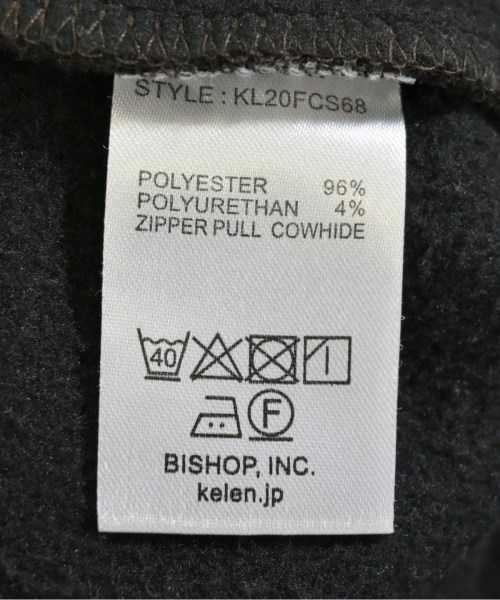 STYLE : KL20FCS68
POLYESTER 96%
POLYURETHAN 4%
ZIPPER PULL COWHIDE
40
F
BISHOP, INC.
kelen.jp